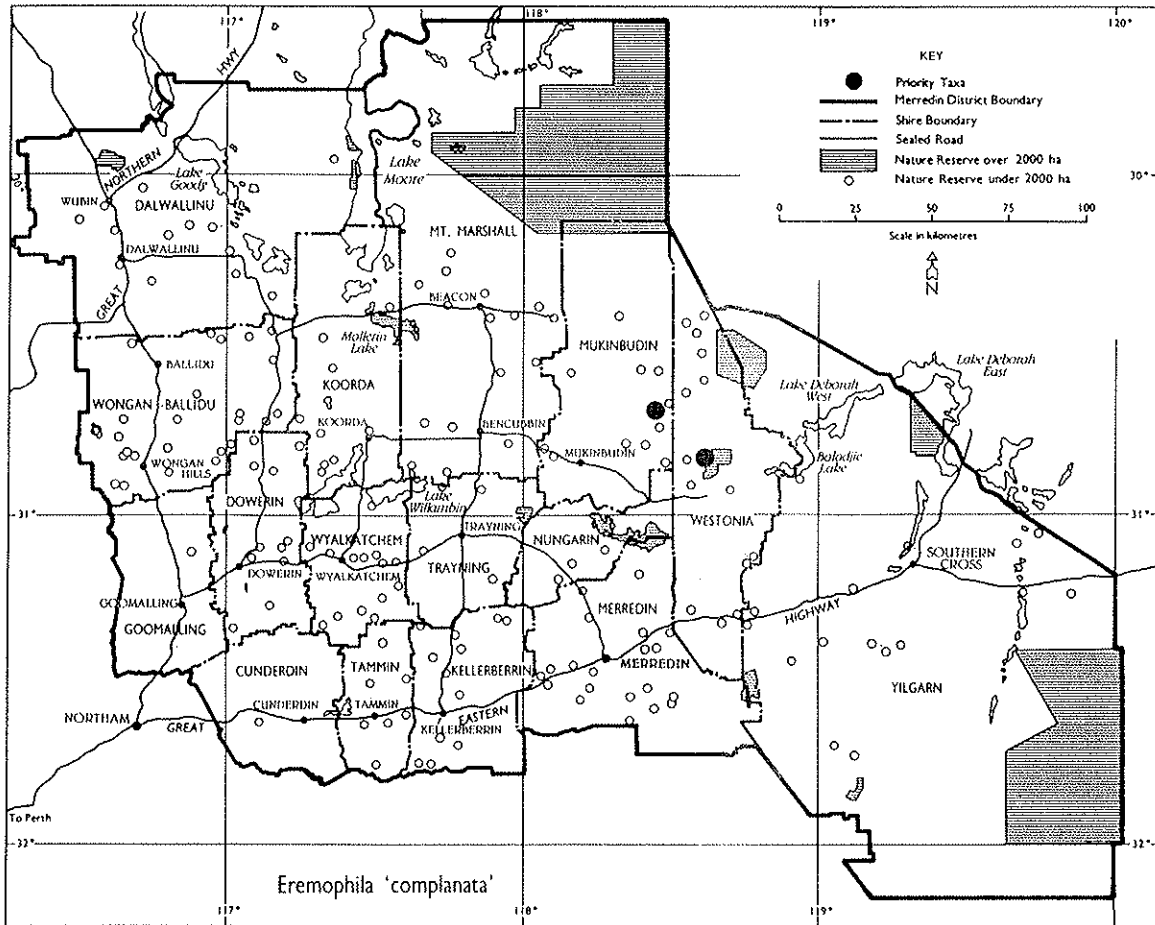 117°
118°
119°
120°
KEY
Priority Taxa
Merredin District Boundary
Shire Boundary
Sealed Road
Nature Reserve over 2000 ha
Nature Reserve under 2000 ha
0 25 50 75 100
Scale in kilometres
N
HWY
NORTHERN
GREAT
30°
30°
Lake Goody
Lake Moore
WUBIN
DALWALLINU
DALWALLINU
MT. MARSHALL
BEACON
Mollerin Lake
MUKINBUDIN
BALLIDU
KOORDA
Lake Deborah East
Lake Deborah West
WONGAN-BALLIDU
KOORDA
BENCUBBIN
MUKINBUDIN
Balodjie Lake
WONGAN HILLS
DOWERIN
Lake Wallambin
31°
31°
WESTONIA
WYALKATCHEM
TRAYNING
NUNGARIN
SOUTHERN CROSS
DOWERIN
WYALKATCHEM
TRAYNING
GOOMALLING
GOOMALLING
MERREDIN
HIGHWAY
CUNDERDIN
TAMMIN
KELLERBERRIN
MERREDIN
YILGARN
NORTHAM
GREAT
CUNDERDIN
TAMMIN
EASTERN
KELLERBERRIN
To Perth
32°
32°
Eremophila 'complanata'
117°
118°
119°